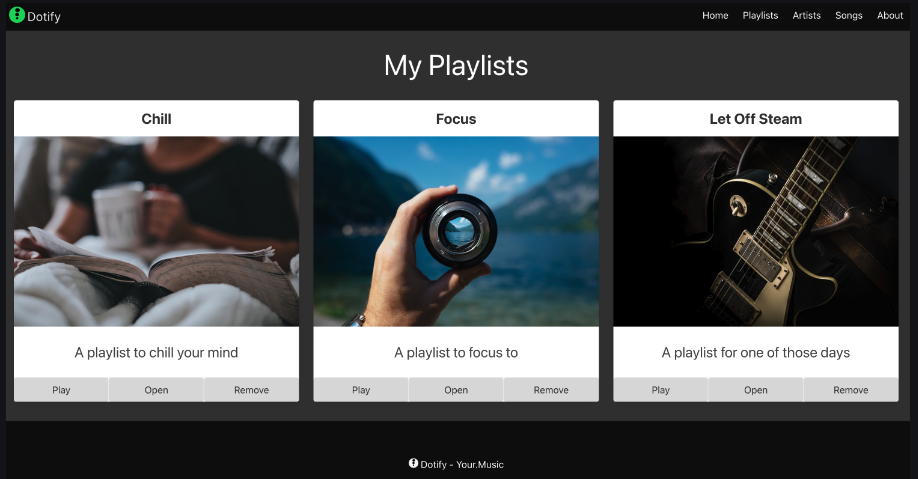 Dotify
Home Playlists Artists Songs About
My Playlists
Chill
Focus
Let Off Steam
A playlist to chill your mind
A playlist to focus to
A playlist for one of those days
Play Open Remove
Play Open Remove
Play Open Remove
Dotify - Your.Music